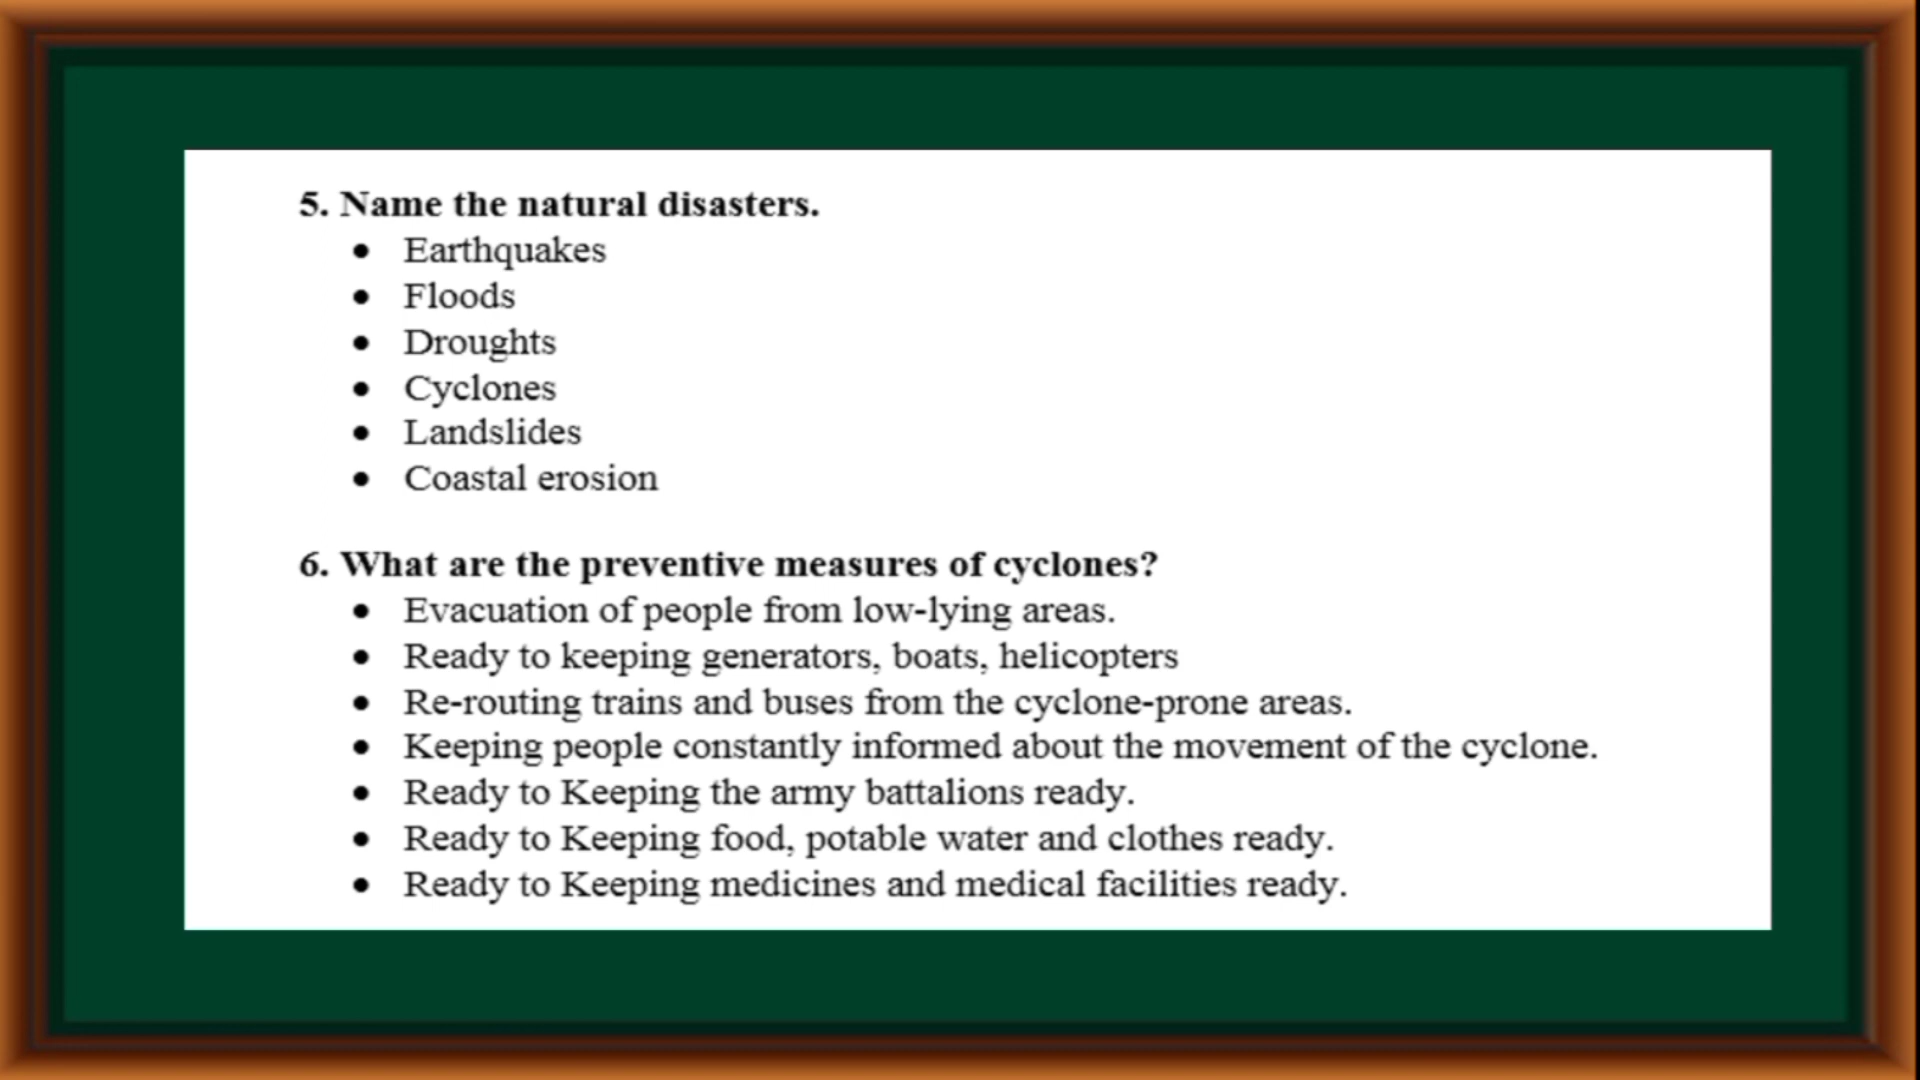 5. Name the natural disasters.
• Earthquakes
• Floods
• Droughts
• Cyclones
• Landslides
• Coastal erosion
6. What are the preventive measures of cyclones?
• Evacuation of people from low-lying areas.
• Ready to keeping generators, boats, helicopters
• Re-routing trains and buses from the cyclone-prone areas.
• Keeping people constantly informed about the movement of the cyclone.
• Ready to Keeping the army battalions ready.
• Ready to Keeping food, potable water and clothes ready.
• Ready to Keeping medicines and medical facilities ready.